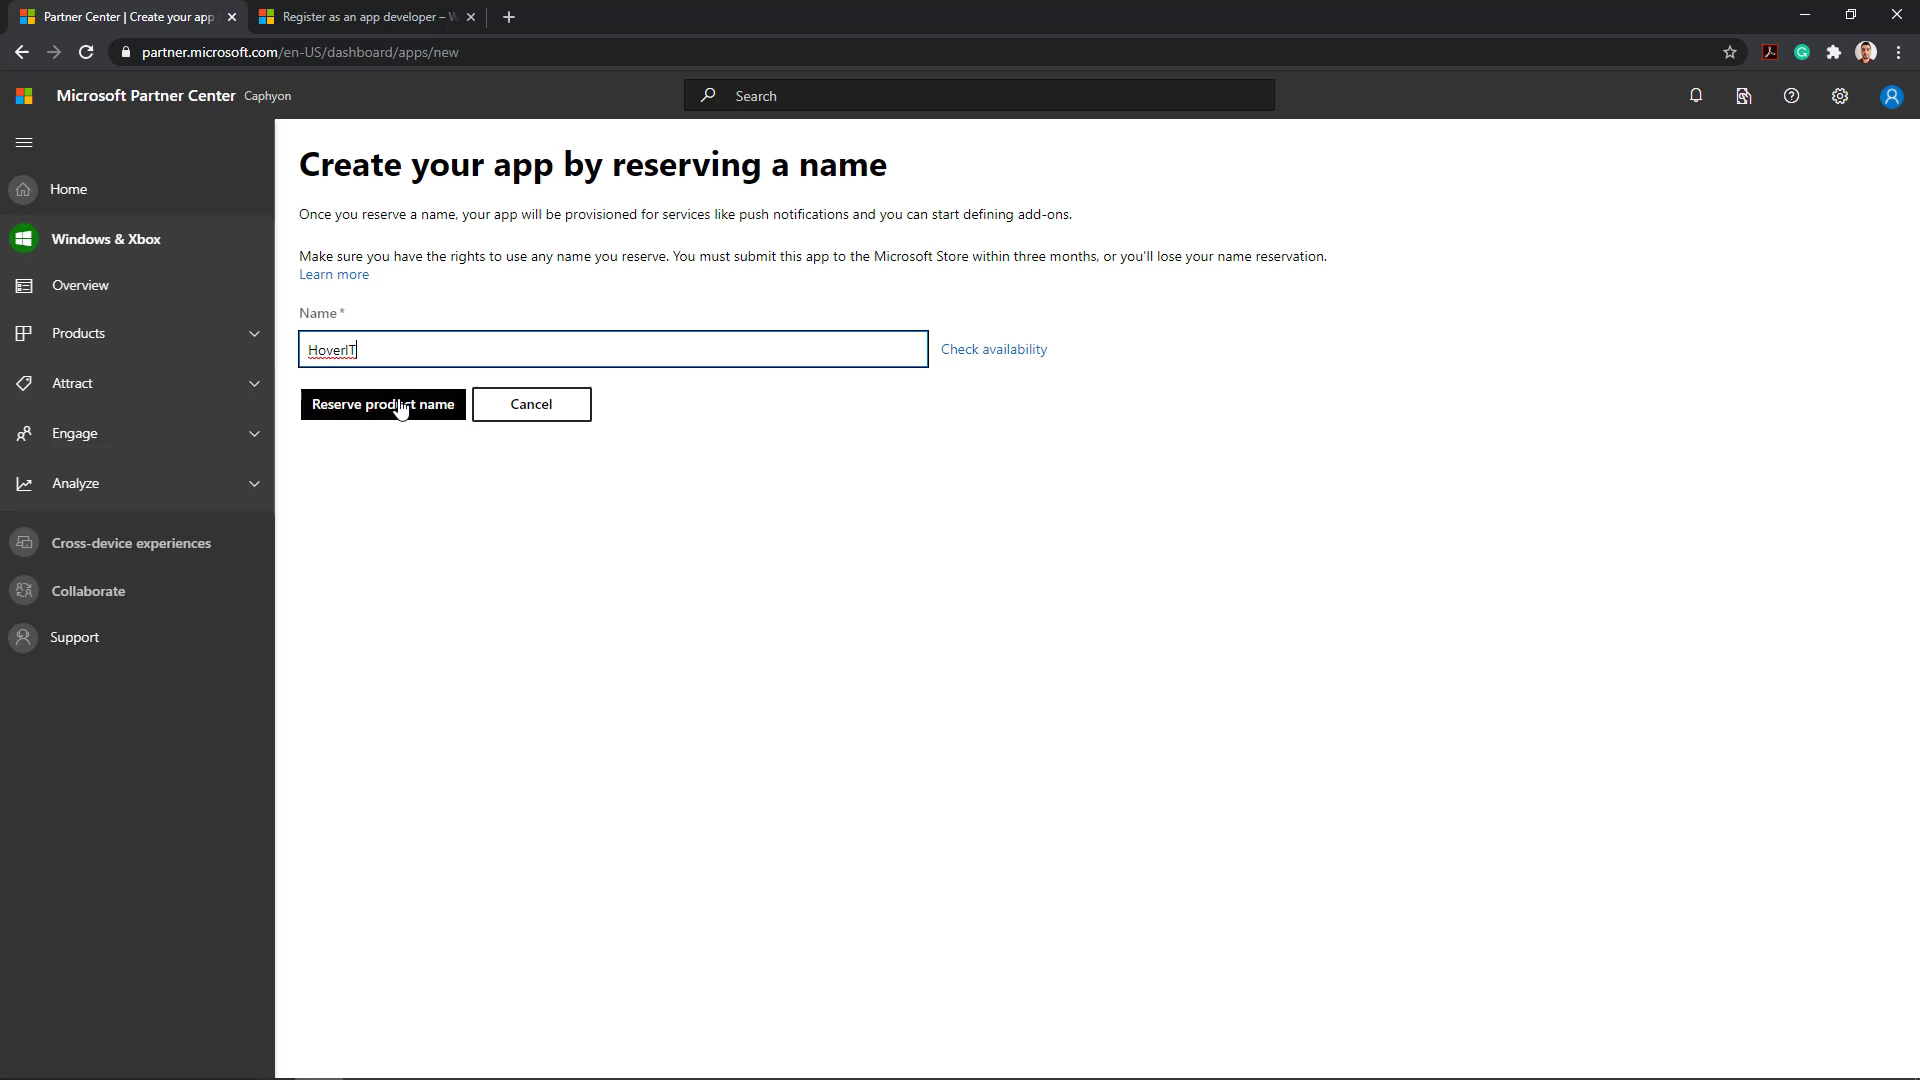 Partner Center | Create your app
Register as an app developer – W
partner.microsoft.com/en-US/dashboard/apps/new
Microsoft Partner Center Caphyon
Search
Home
Windows & Xbox
Overview
Products
Attract
Engage
Analyze
Cross-device experiences
Collaborate
Support
Create your app by reserving a name
Once you reserve a name, your app will be provisioned for services like push notifications and you can start defining add-ons.
Make sure you have the rights to use any name you reserve. You must submit this app to the Microsoft Store within three months, or you'll lose your name reservation.
Learn more
Name *
HoverIT
Check availability
Reserve product name
Cancel